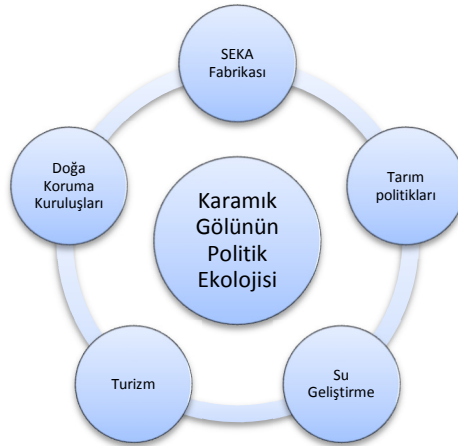 SEKA
Fabrikası
Tarım
politikları
Su
Geliştirme
Turizm
Doğa
Koruma
Kuruluşları
Karamık
Gölünün
Politik
Ekolojisi